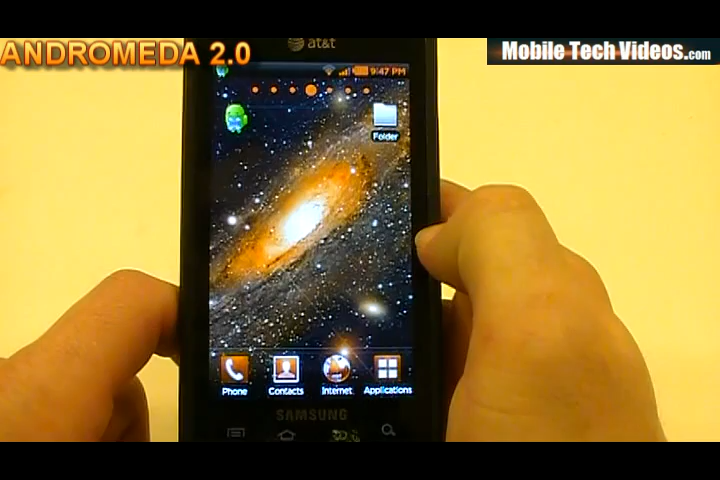 ANDROMEDA 2.0
Mobile Tech Videos.com
at&t
9:47 PM
Folder
Phone
Contacts
Internet
Applications
SAMSUNG